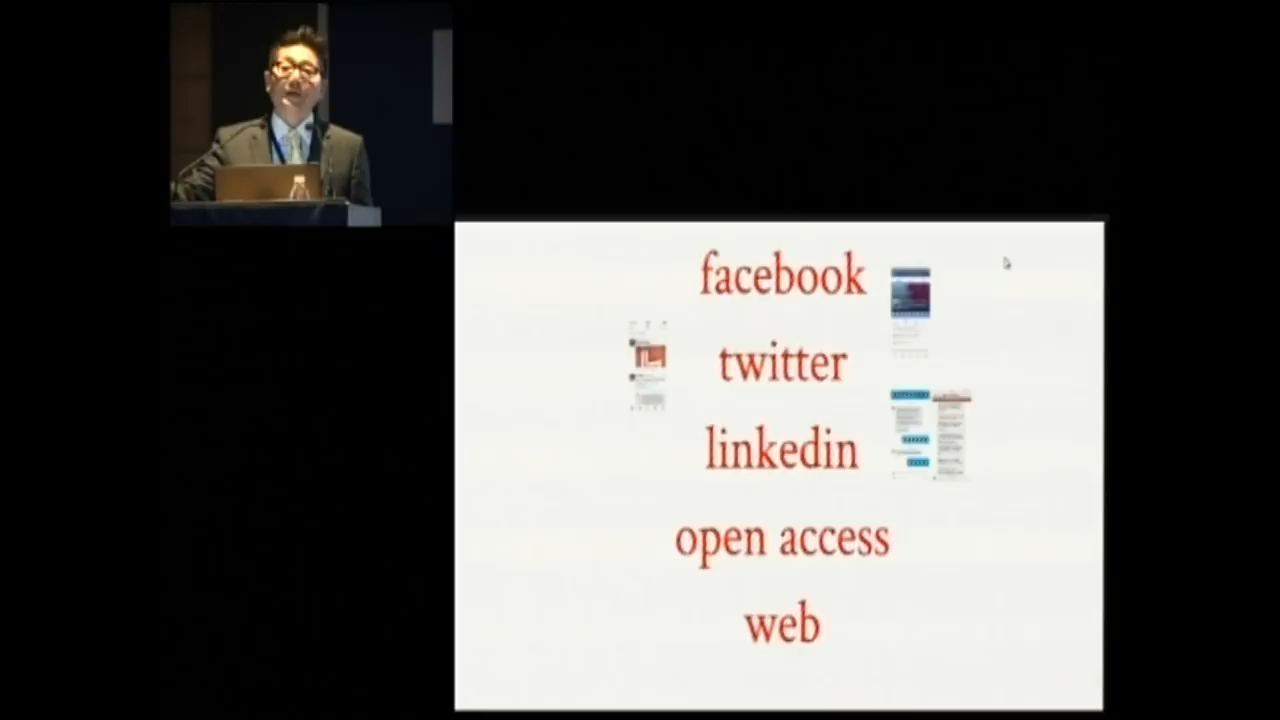 facebook
twitter
linkedin
open access
web